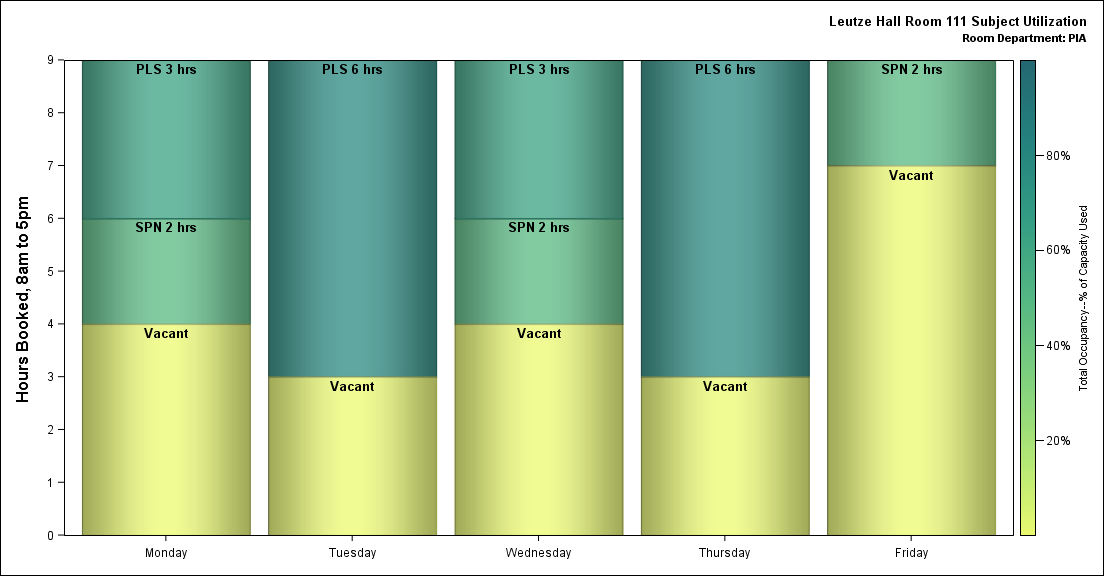 Leutze Hall Room 111 Subject Utilization
Room Department: PIA
Hours Booked, 8am to 5pm
9
8
7
6
5
4
3
2
1
0
PLS 3 hrs
SPN 2 hrs
Vacant
PLS 6 hrs
Vacant
PLS 3 hrs
SPN 2 hrs
Vacant
PLS 6 hrs
Vacant
SPN 2 hrs
Vacant
Monday
Tuesday
Wednesday
Thursday
Friday
80%
60%
40%
20%
Total Occupancy--% of Capacity Used